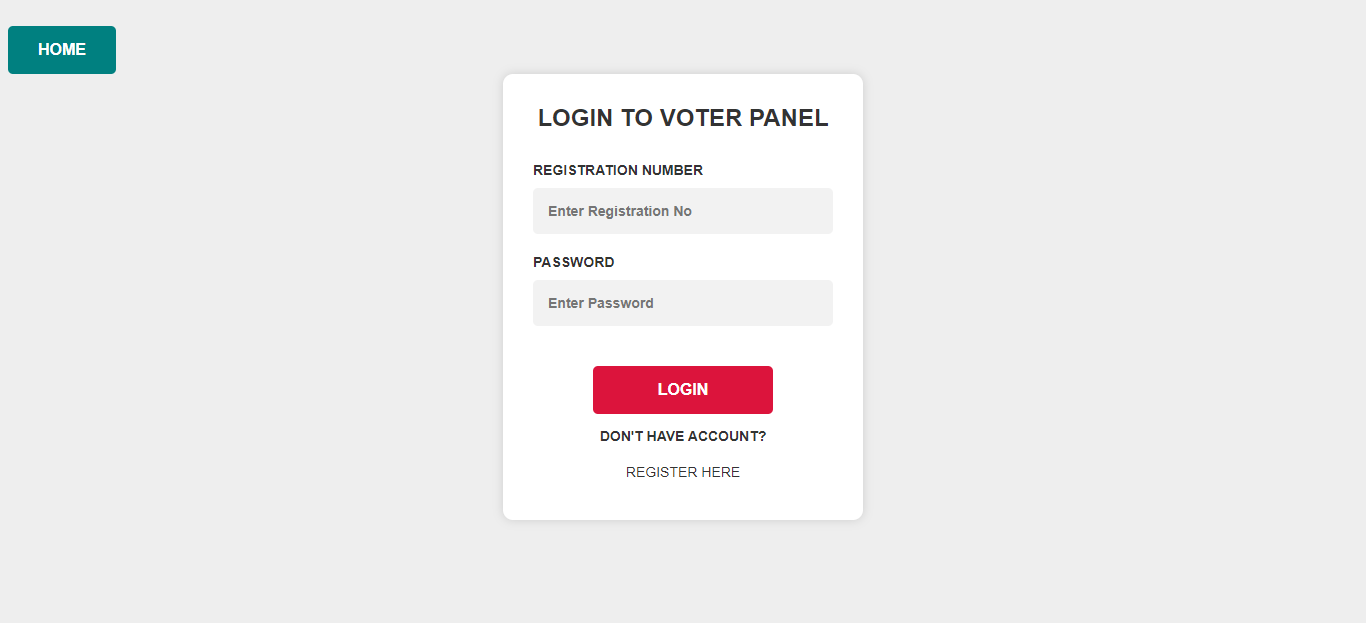 HOME
LOGIN TO VOTER PANEL
REGISTRATION NUMBER
Enter Registration No
PASSWORD
Enter Password
LOGIN
DON'T HAVE ACCOUNT?
REGISTER HERE